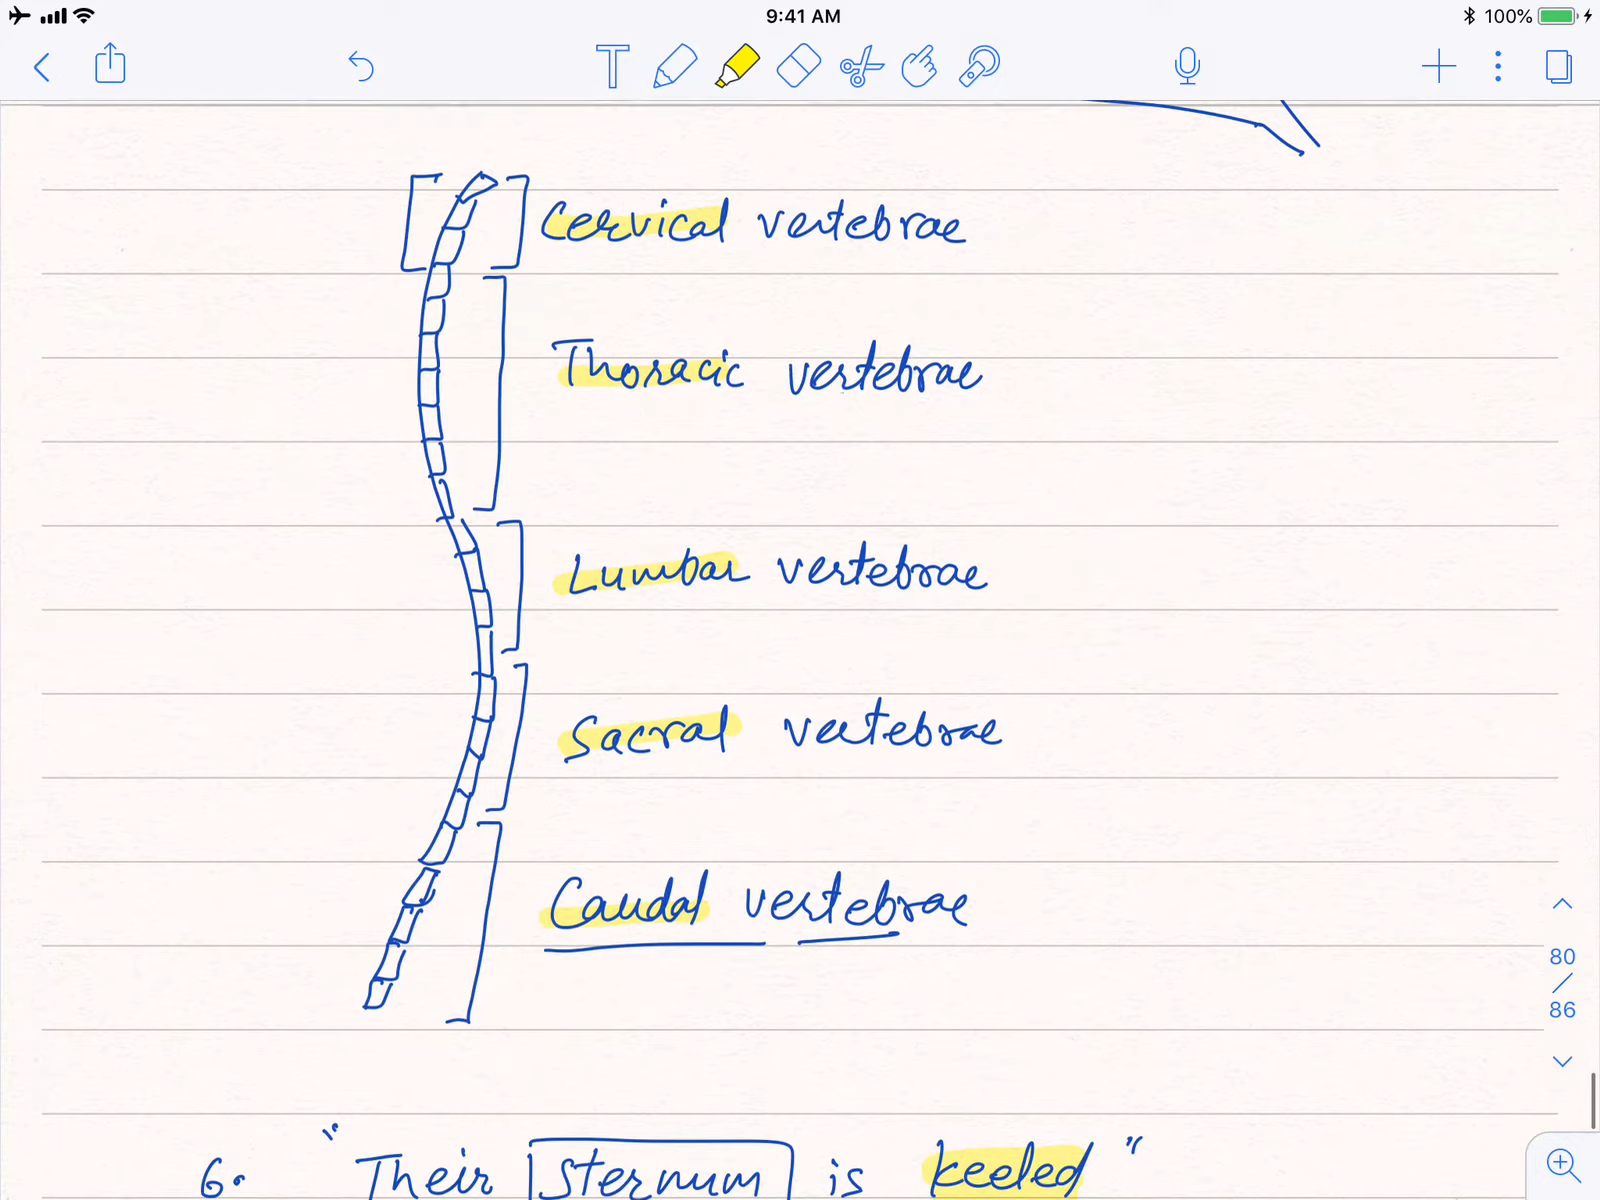 9:41 AM
100%
T
Cervical vertebrae
Thoracic vertebrae
Lumbar vertebrae
Sacral vertebrae
Caudal vertebrae
80
/
86
6. "Their sternum is keeled"